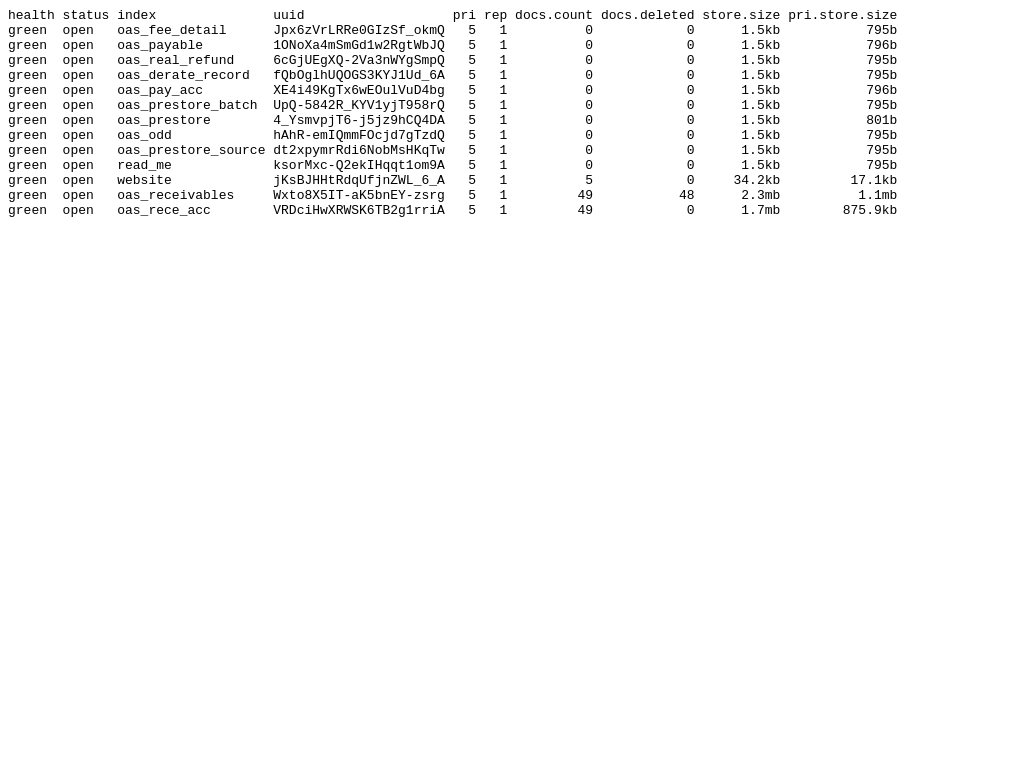 health status index               uuid                   pri rep docs.count docs.deleted store.size pri.store.size
green  open   oas_fee_detail      Jpx6zVrLRRe0GIzSf_okmQ   5   1          0            0      1.5kb           795b
green  open   oas_payable         1ONoXa4mSmGd1w2RgtWbJQ   5   1          0            0      1.5kb           796b
green  open   oas_real_refund     6cGjUEgXQ-2Va3nWYgSmpQ   5   1          0            0      1.5kb           795b
green  open   oas_derate_record   fQbOglhUQOGS3KYJ1Ud_6A   5   1          0            0      1.5kb           795b
green  open   oas_pay_acc         XE4i49KgTx6wEOulVuD4bg   5   1          0            0      1.5kb           796b
green  open   oas_prestore_batch  UpQ-5842R_KYV1yjT958rQ   5   1          0            0      1.5kb           795b
green  open   oas_prestore        4_YsmvpjT6-j5jz9hCQ4DA   5   1          0            0      1.5kb           801b
green  open   oas_odd             hAhR-emIQmmFOcjd7gTzdQ   5   1          0            0      1.5kb           795b
green  open   oas_prestore_source dt2xpymrRdi6NobMsHKqTw   5   1          0            0      1.5kb           795b
green  open   read_me             ksorMxc-Q2ekIHqqt1om9A   5   1          0            0      1.5kb           795b
green  open   website             jKsBJHHtRdqUfjnZWL_6_A   5   1          5            0     34.2kb         17.1kb
green  open   oas_receivables     Wxto8X5IT-aK5bnEY-zsrg   5   1         49           48      2.3mb          1.1mb
green  open   oas_rece_acc        VRDciHwXRWSK6TB2g1rriA   5   1         49            0      1.7mb        875.9kb